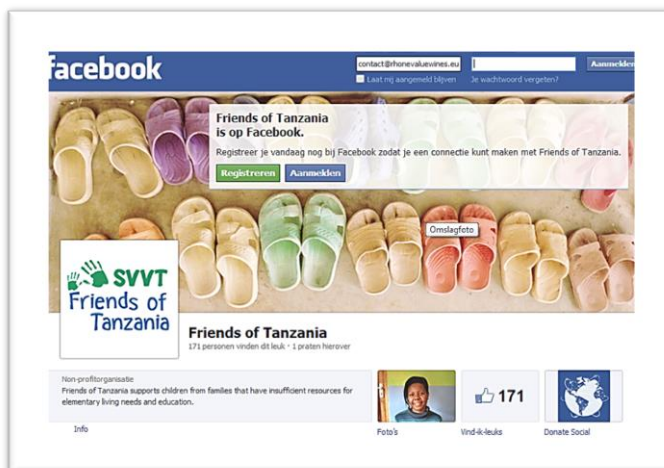 facebook
contact@rhonevaluewines.eu
Aanmelden
Laat mij aangemeld blijven
Je wachtwoord vergeten?
Friends of Tanzania
is op Facebook.
Registreer je vandaag nog bij Facebook zodat je een connectie kunt maken met Friends of Tanzania.
Registreren Aanmelden
Omslagfoto
SVVT
Friends of
Tanzania
Friends of Tanzania
171 personen vinden dit leuk · 1 praten hierover
Non-profitorganisatie
Friends of Tanzania supports children from families that have insufficient resources for
elementary living needs and education.
171
Info
Foto's
Vind-ik-leuks
Donate Social